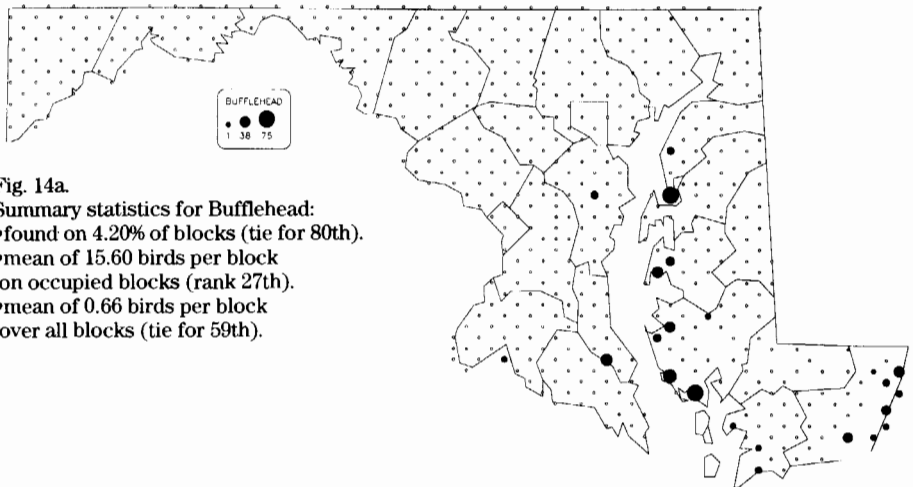 BUFFLEHEAD
1 38 75
Fig. 14a.
Summary statistics for Bufflehead:
•found on 4.20% of blocks (tie for 80th).
•mean of 15.60 birds per block
on occupied blocks (rank 27th).
•mean of 0.66 birds per block
over all blocks (tie for 59th).